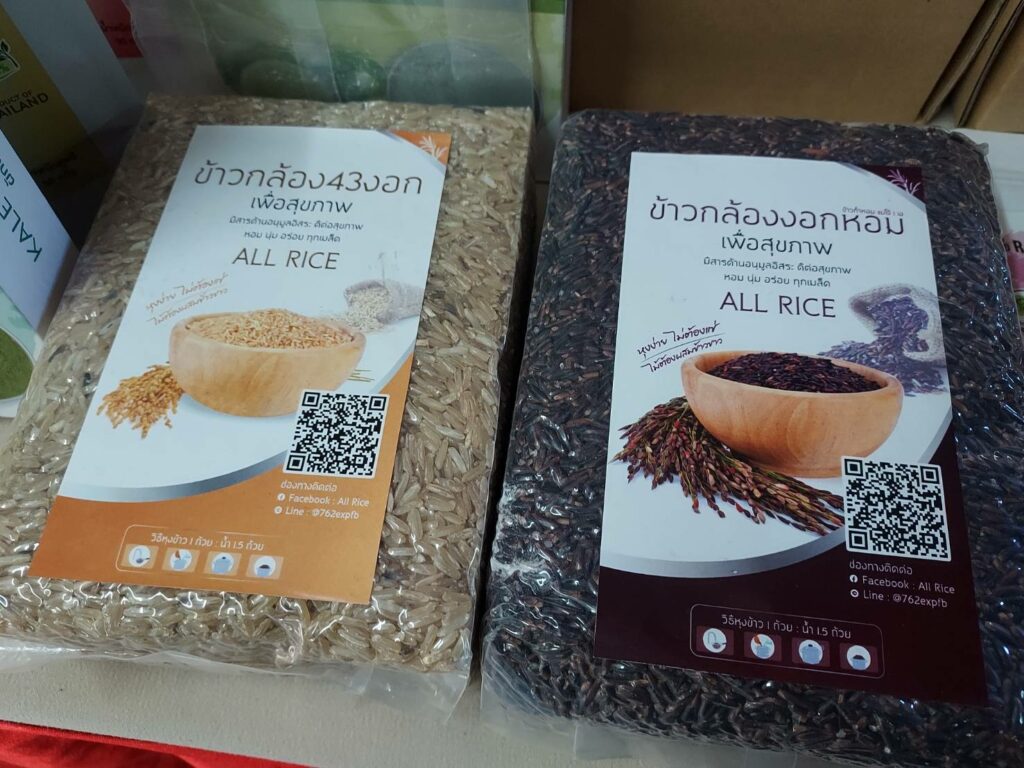 PRODUCT OF
THAILAND
KALE
ข้าวกล้อง43งอก
เพื่อสุขภาพ
มีสารต้านอนุมูลอิสระ ดีต่อสุขภาพ
หอม นุ่ม อร่อย ทุกเมล็ด
ALL RICE
หุงง่าย ไม่ต้องแช่
ไม่ต้องผสมข้าวขาว
ช่องทางติดต่อ
Facebook : All Rice
Line : @762expfb
วิธีหุงข้าว 1 ถ้วย : น้ำ 1.5 ถ้วย
ข้าวกล้องงอกหอม
เพื่อสุขภาพ
มีสารต้านอนุมูลอิสระ ดีต่อสุขภาพ
หอม นุ่ม อร่อย ทุกเมล็ด
ALL RICE
หุงง่าย ไม่ต้องแช่
ไม่ต้องผสมข้าวขาว
ช่องทางติดต่อ
Facebook : All Rice
Line : @762expfb
วิธีหุงข้าว 1 ถ้วย : น้ำ 1.5 ถ้วย